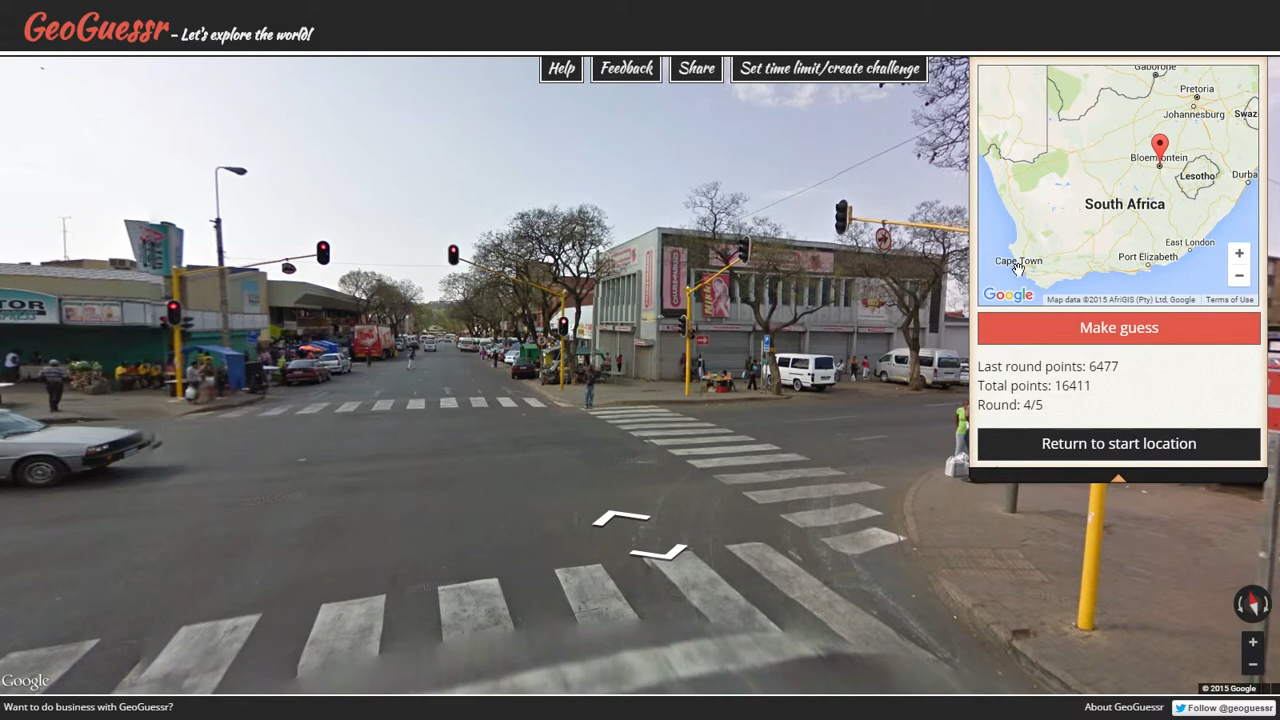 GeoGuessr - Let's explore the world!
Help
Feedback
Share
Set time limit/create challenge
Gaborone
Pretoria
Johannesburg
Swaz
Bloemfontein
Lesotho
Durba
South Africa
East London
Cape Town
Port Elizabeth
Google
Map data ©2015 AfriGIS (Pty) Ltd, Google
Terms of Use
Make guess
Last round points: 6477
Total points: 16411
Round: 4/5
Return to start location
TOR
Google
© 2015 Google
Want to do business with GeoGuessr?
About GeoGuessr
Follow @geoguessr